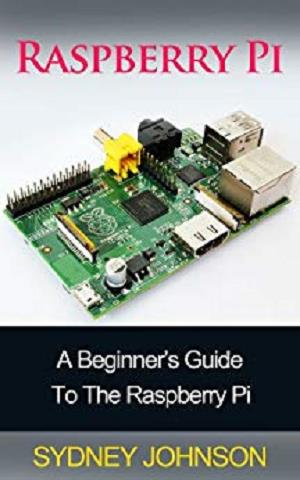 RASPBERRY PI
A Beginner's Guide
To The Raspberry Pi
SYDNEY JOHNSON